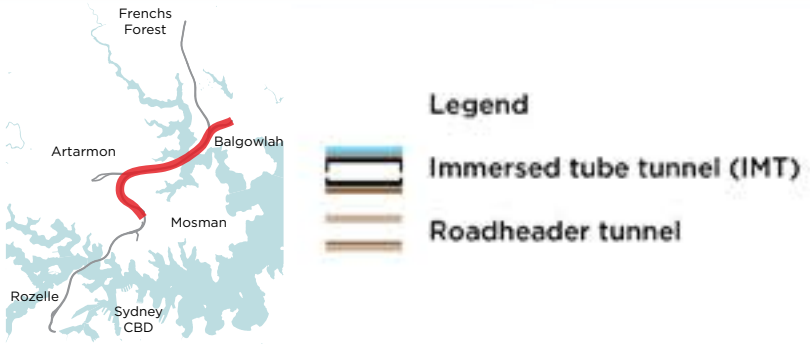 Frenchs
Forest
Balgowlah
Artarmon
Mosman
Rozelle
Sydney
CBD
Legend
Immersed tube tunnel (IMT)
Roadheader tunnel